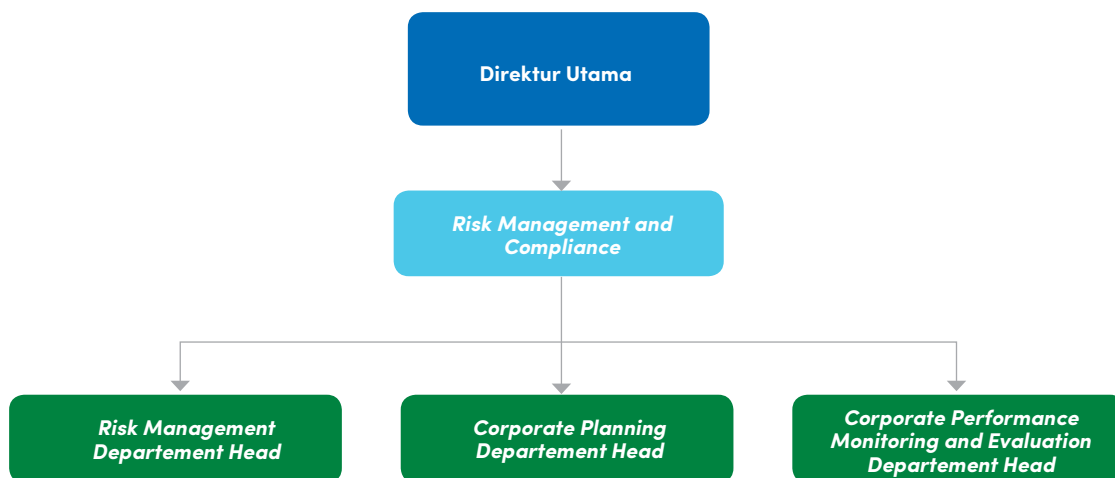 Direktur Utama
Risk Management and
Compliance
Risk Management
Departement Head
Corporate Planning
Departement Head
Corporate Performance
Monitoring and Evaluation
Departement Head